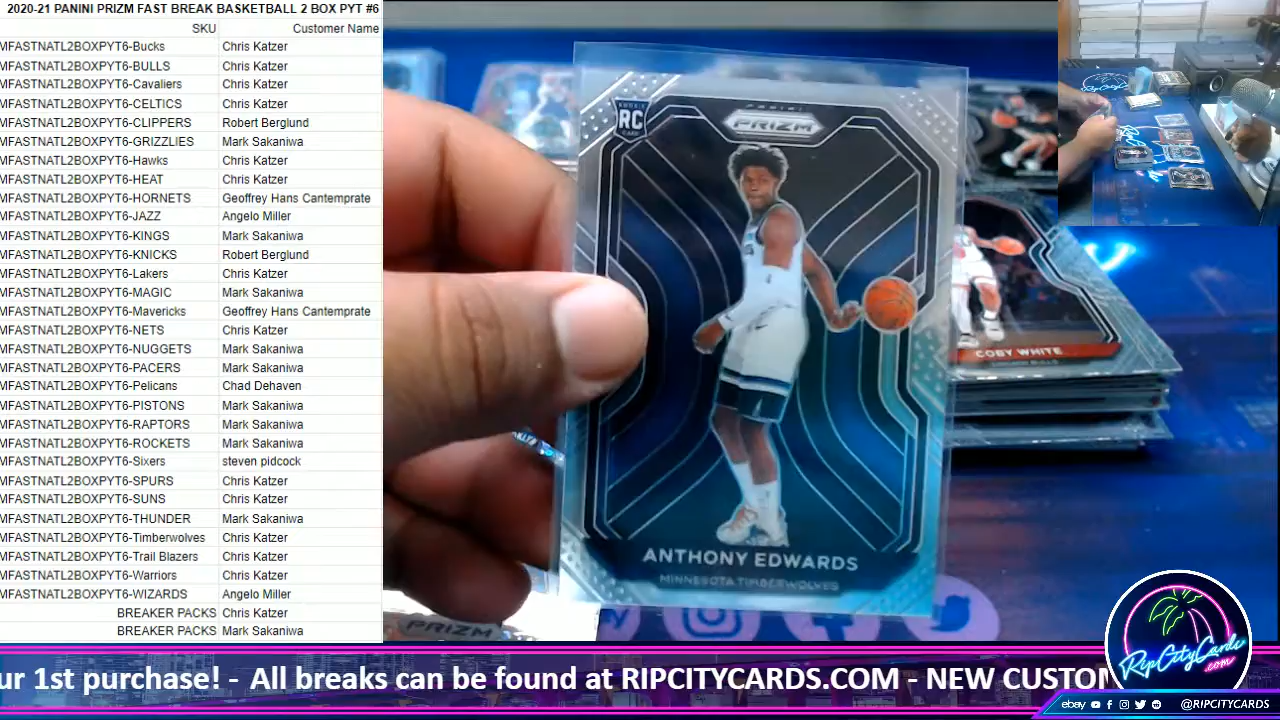 2020-21 PANINI PRIZM FAST BREAK BASKETBALL 2 BOX PYT #6
SKU Customer Name
MFASTNATL2BOXPYT6-Bucks Chris Katzer
MFASTNATL2BOXPYT6-BULLS Chris Katzer
MFASTNATL2BOXPYT6-Cavaliers Chris Katzer
MFASTNATL2BOXPYT6-CELTICS Chris Katzer
MFASTNATL2BOXPYT6-CLIPPERS Robert Berglund
MFASTNATL2BOXPYT6-GRIZZLIES Mark Sakaniwa
MFASTNATL2BOXPYT6-Hawks Chris Katzer
MFASTNATL2BOXPYT6-HEAT Chris Katzer
MFASTNATL2BOXPYT6-HORNETS Geoffrey Hans Cantemprate
MFASTNATL2BOXPYT6-JAZZ Angelo Miller
MFASTNATL2BOXPYT6-KINGS Mark Sakaniwa
MFASTNATL2BOXPYT6-KNICKS Robert Berglund
MFASTNATL2BOXPYT6-Lakers Chris Katzer
MFASTNATL2BOXPYT6-MAGIC Mark Sakaniwa
MFASTNATL2BOXPYT6-Mavericks Geoffrey Hans Cantemprate
MFASTNATL2BOXPYT6-NETS Chris Katzer
MFASTNATL2BOXPYT6-NUGGETS Mark Sakaniwa
MFASTNATL2BOXPYT6-PACERS Mark Sakaniwa
MFASTNATL2BOXPYT6-Pelicans Chad Dehaven
MFASTNATL2BOXPYT6-PISTONS Mark Sakaniwa
MFASTNATL2BOXPYT6-RAPTORS Mark Sakaniwa
MFASTNATL2BOXPYT6-ROCKETS Mark Sakaniwa
MFASTNATL2BOXPYT6-Sixers steven pidcock
MFASTNATL2BOXPYT6-SPURS Chris Katzer
MFASTNATL2BOXPYT6-SUNS Chris Katzer
MFASTNATL2BOXPYT6-THUNDER Mark Sakaniwa
MFASTNATL2BOXPYT6-Timberwolves Chris Katzer
MFASTNATL2BOXPYT6-Trail Blazers Chris Katzer
MFASTNATL2BOXPYT6-Warriors Chris Katzer
MFASTNATL2BOXPYT6-WIZARDS Angelo Miller
BREAKER PACKS Chris Katzer
BREAKER PACKS Mark Sakaniwa
ROOKIE
RC
CARD
PANINI
PRIZM
ANTHONY EDWARDS
MINNESOTA TIMBERWOLVES
COBY WHITE
CHICAGO BULLS
PRIZM
ur 1st purchase! - All breaks can be found at RIPCITYCARDS.COM - NEW CUSTOM
RipCityCards
.com
ebay @RIPCITYCARDS